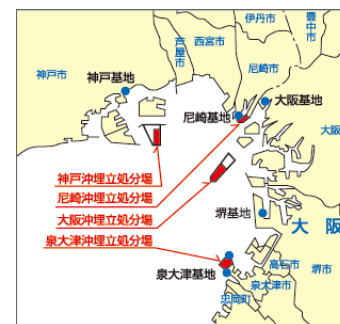 伊丹市
豊中市
芦屋市
西宮市
尼崎市
神戸市
神戸基地
大阪基地
尼崎基地
大阪市
神戸沖埋立処分場
尼崎沖埋立処分場
大阪沖埋立処分場
堺基地
大阪
泉大津沖埋立処分場
高石市
堺市
泉大津基地
泉大津市
忠岡町